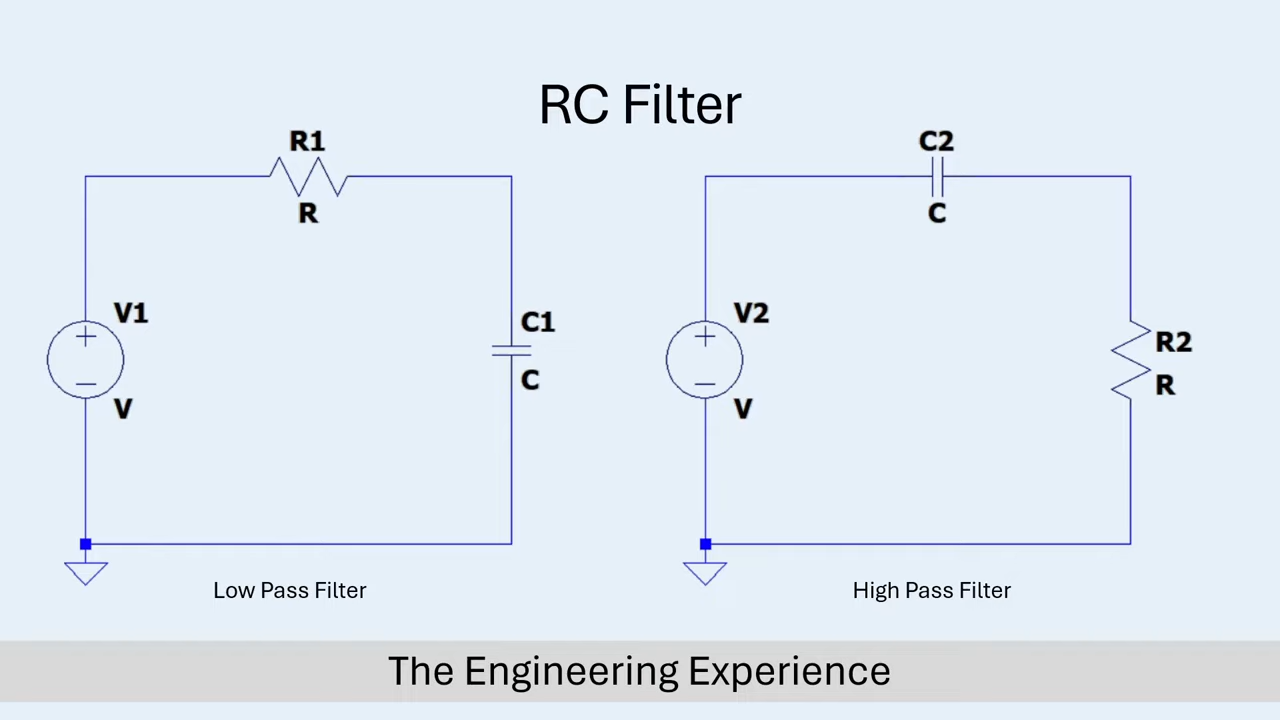 RC Filter
R1
R
V1
V
C1
C
Low Pass Filter
C2
C
V2
V
R2
R
High Pass Filter
The Engineering Experience